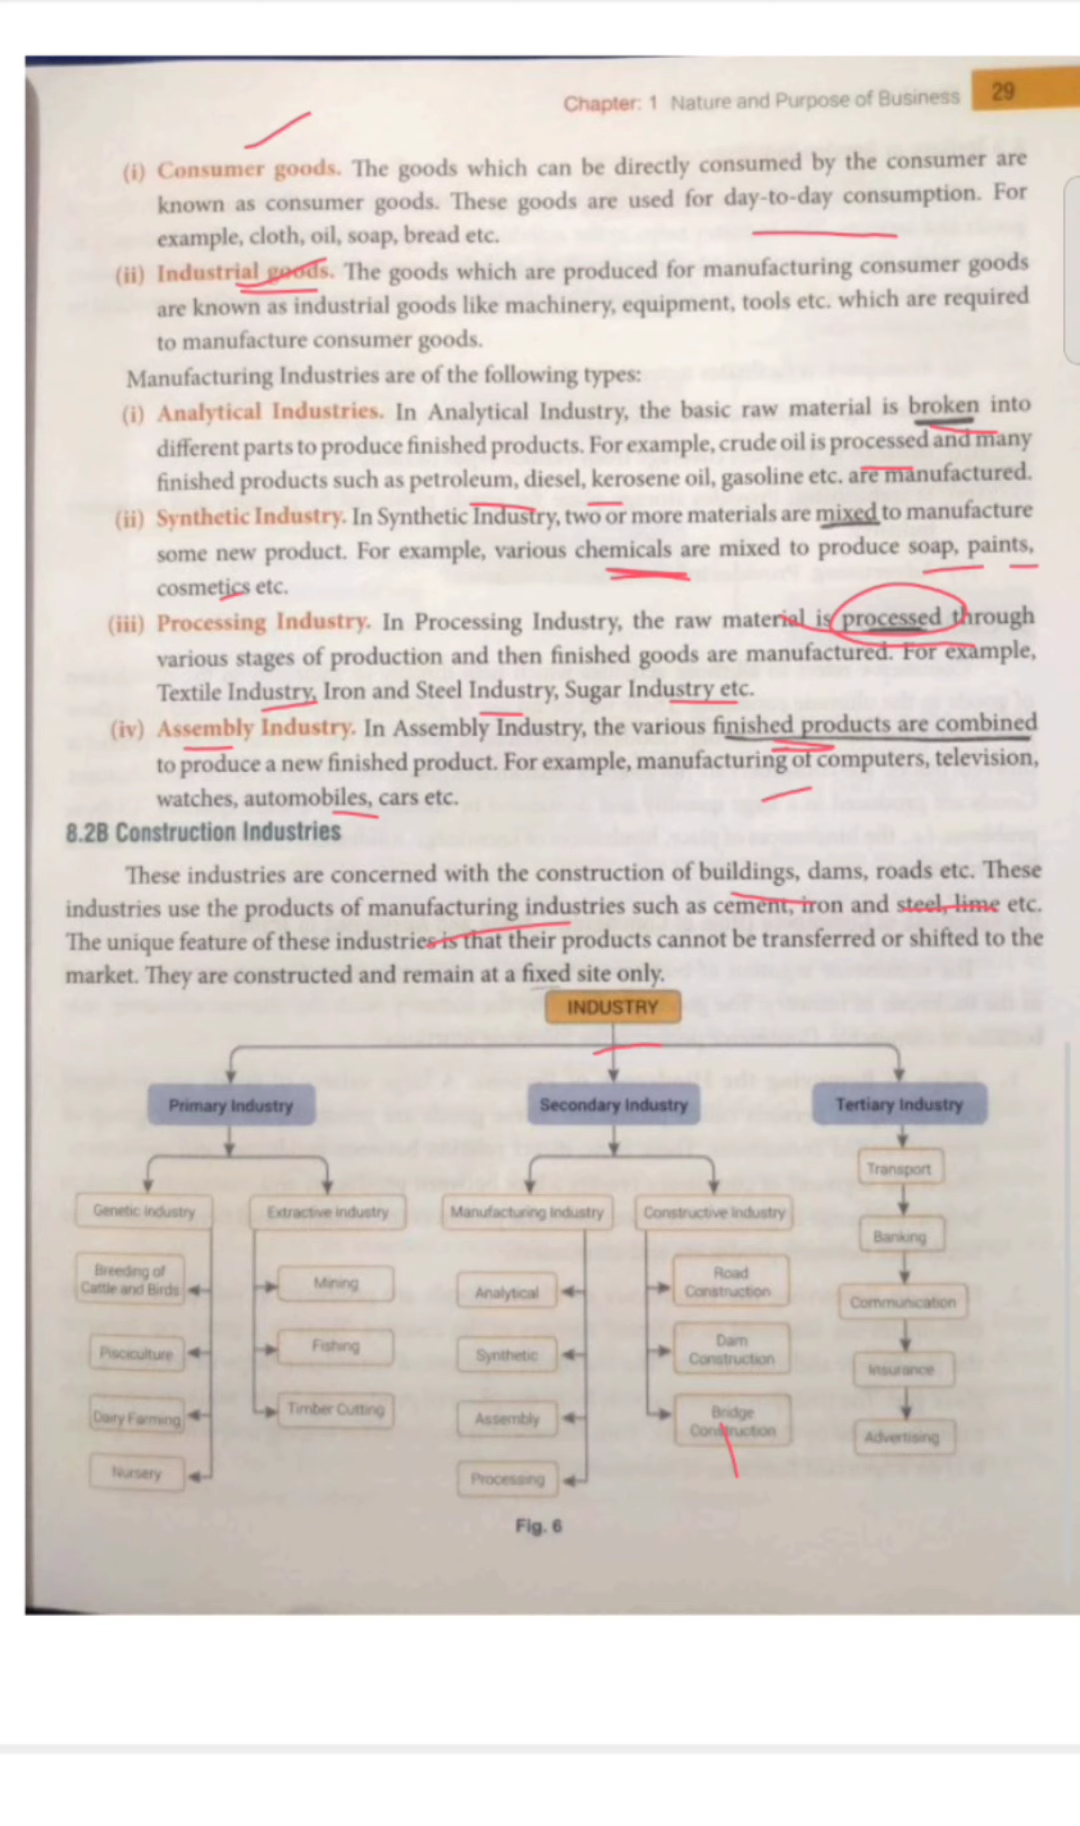 Chapter: 1 Nature and Purpose of Business 29
(i) Consumer goods. The goods which can be directly consumed by the consumer are
known as consumer goods. These goods are used for day-to-day consumption. For
example, cloth, oil, soap, bread etc.
(ii) Industrial goods. The goods which are produced for manufacturing consumer goods
are known as industrial goods like machinery, equipment, tools etc. which are required
to manufacture consumer goods.
Manufacturing Industries are of the following types:
(i) Analytical Industries. In Analytical Industry, the basic raw material is broken into
different parts to produce finished products. For example, crude oil is processed and many
finished products such as petroleum, diesel, kerosene oil, gasoline etc. are manufactured.
(ii) Synthetic Industry. In Synthetic Industry, two or more materials are mixed to manufacture
some new product. For example, various chemicals are mixed to produce soap, paints,
cosmetics etc.
(iii) Processing Industry. In Processing Industry, the raw material is processed through
various stages of production and then finished goods are manufactured. For example,
Textile Industry, Iron and Steel Industry, Sugar Industry etc.
(iv) Assembly Industry. In Assembly Industry, the various finished products are combined
to produce a new finished product. For example, manufacturing of computers, television,
watches, automobiles, cars etc.
8.2B Construction Industries
These industries are concerned with the construction of buildings, dams, roads etc. These
industries use the products of manufacturing industries such as cement, iron and steel, lime etc.
The unique feature of these industries is that their products cannot be transferred or shifted to the
market. They are constructed and remain at a fixed site only.
INDUSTRY
Primary Industry
Secondary Industry
Tertiary Industry
Genetic Industry
Breeding of
Cattle and Birds
Pisciculture
Dairy Farming
Nursery
Extractive Industry
Mining
Fishing
Timber Cutting
Manufacturing Industry
Analytical
Synthetic
Assembly
Processing
Constructive Industry
Road
Construction
Dam
Construction
Bridge
Construction
Transport
Banking
Communication
Insurance
Advertising
Fig. 6